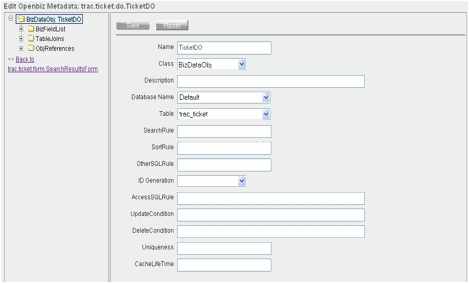 Edit Openbiz Metadata: trac.ticket.do.TicketDO
BizDataObj: TicketDO
BizFieldList
TableJoins
ObjReferences
<< Back to
trac.ticket.form.SearchResultsForm
Save Reset
Name TicketDO
Class BizDataObj
Description
Database Name Default
Table trac_ticket
SearchRule
SortRule
OtherSQLRule
ID Generation
AccessSQLRule
UpdateCondition
DeleteCondition
Uniqueness
CacheLifeTime